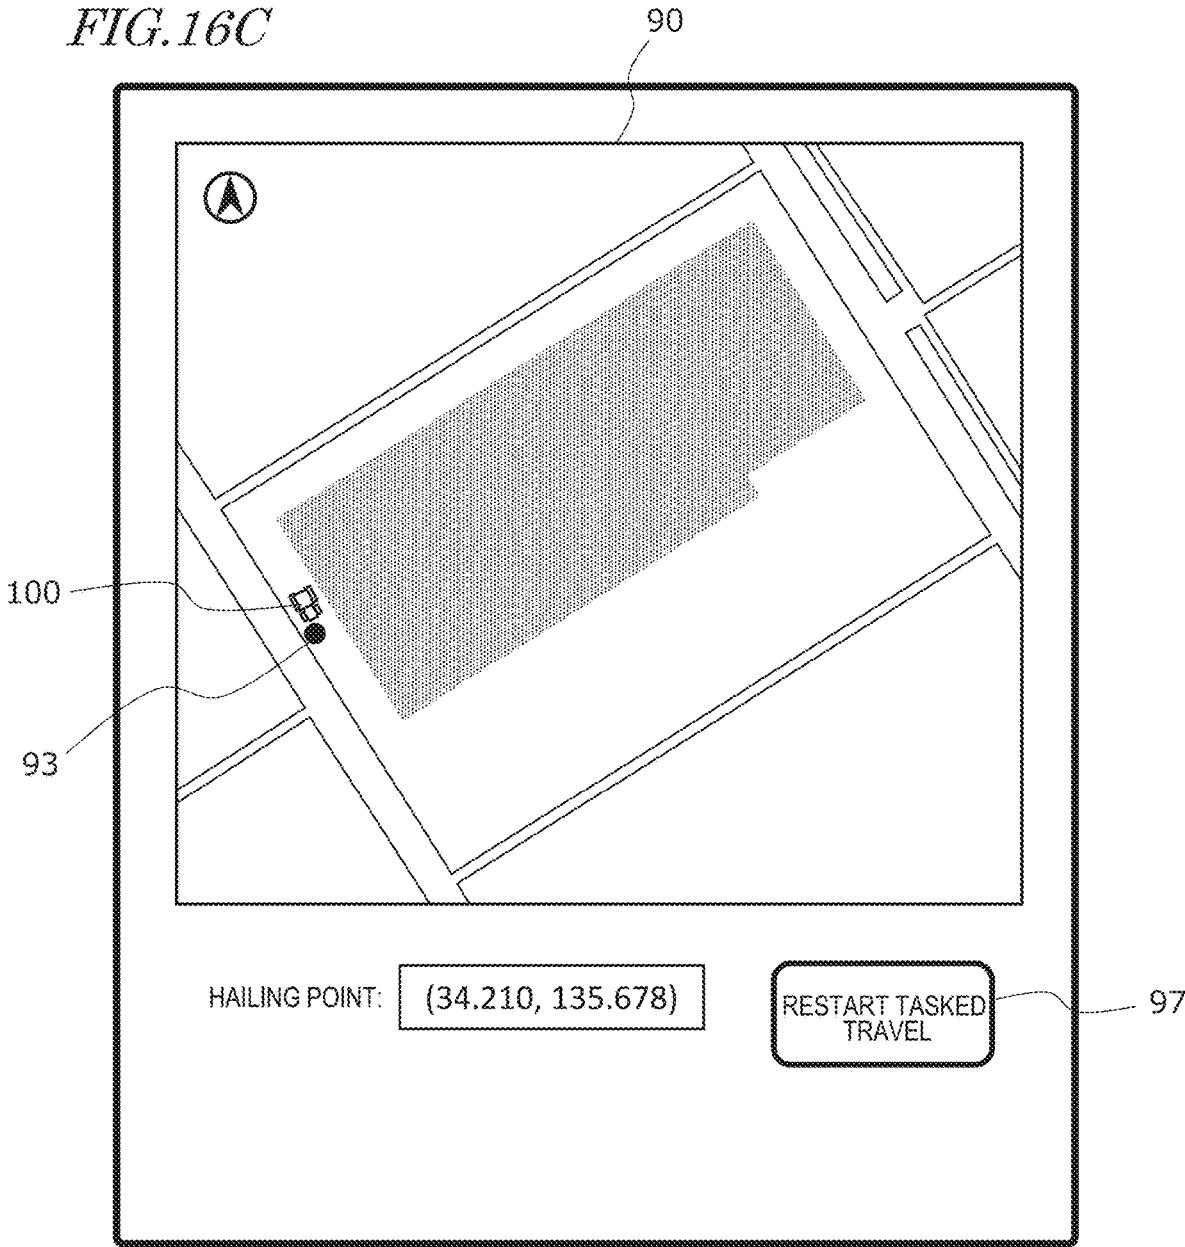 FIG.16C
90
100
93
HAILING POINT: (34.210, 135.678)
RESTART TASKED
TRAVEL
97